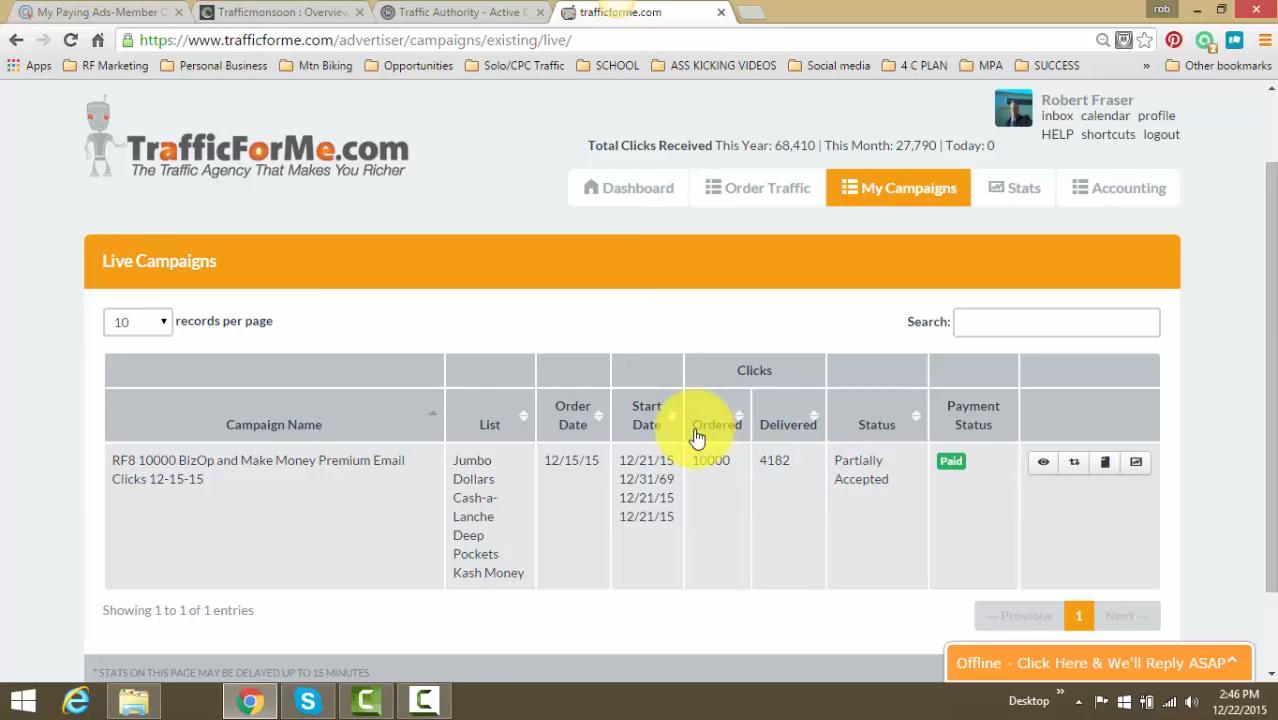 My Paying Ads-Member C
Trafficmonsoon : Overview
Traffic Authority - Active C
trafficforme.com
rob
https://www.trafficforme.com/advertiser/campaigns/existing/live/
Apps RF Marketing Personal Business Mtn Biking Opportunities Solo/CPC Traffic SCHOOL ASS KICKING VIDEOS Social media 4 C PLAN MPA SUCCESS » Other bookmarks
TrafficForMe.com
The Traffic Agency That Makes You Richer
Robert Fraser
inbox calendar profile
HELP shortcuts logout
Total Clicks Received This Year: 68,410 | This Month: 27,790 | Today: 0
Dashboard Order Traffic My Campaigns Stats Accounting
Live Campaigns
10 records per page
Search:
Clicks
Campaign Name List Order Date Start Date Ordered Delivered Status Payment Status
RF8 10000 BizOp and Make Money Premium Email
Clicks 12-15-15
Jumbo
Dollars
Cash-a-
Lanche
Deep
Pockets
Kash Money
12/15/15
12/21/15
12/31/69
12/21/15
12/21/15
10000
4182
Partially
Accepted
Paid
Showing 1 to 1 of 1 entries
← Previous 1 Next →
* STATS ON THIS PAGE MAY BE DELAYED UP TO 15 MINUTES
Offline - Click Here & We'll Reply ASAP^
Desktop »
2:46 PM
12/22/2015